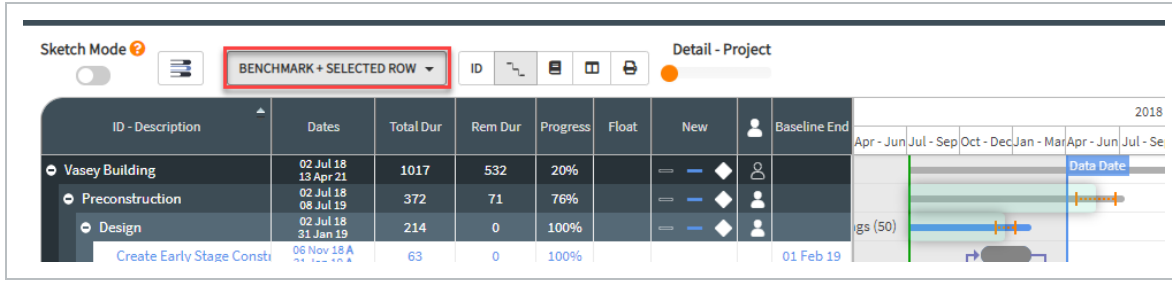 Sketch Mode ?
BENCHMARK + SELECTED ROW
ID
Detail - Project
ID - Description
Dates
Total Dur
Rem Dur
Progress
Float
New
Baseline End
2018
Apr - Jun
Jul - Sep
Oct - Dec
Jan - Mar
Apr - Jun
Jul - Se
Data Date
Vasey Building
02 Jul 18
13 Apr 21
1017
532
20%
Preconstruction
02 Jul 18
08 Jul 19
372
71
76%
Design
02 Jul 18
31 Jan 19
214
0
100%
gs (50)
Create Early Stage Constr
06 Nov 18 A
63
0
100%
01 Feb 19